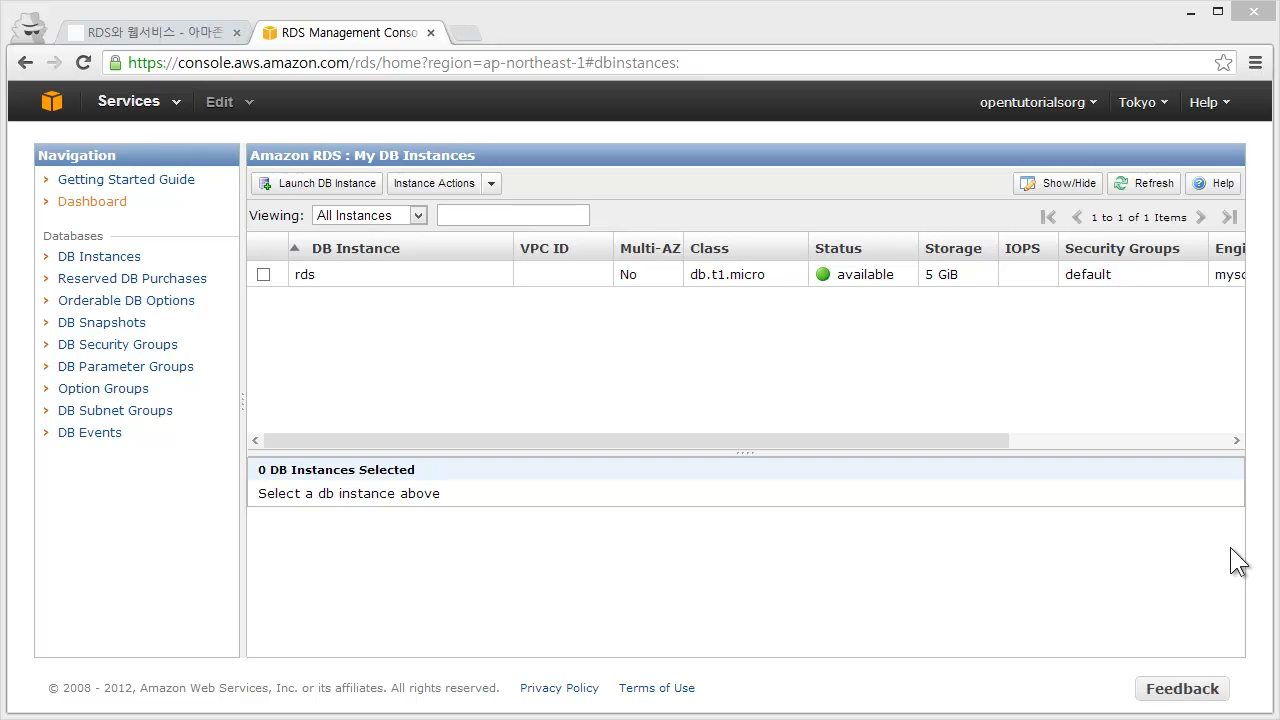 RDS와 웹서비스 - 아마존
RDS Management Conso
https://console.aws.amazon.com/rds/home?region=ap-northeast-1#dbinstances:
Services Edit opentutorialsorg Tokyo Help
Navigation
Getting Started Guide
Dashboard
Databases
DB Instances
Reserved DB Purchases
Orderable DB Options
DB Snapshots
DB Security Groups
DB Parameter Groups
Option Groups
DB Subnet Groups
DB Events
Amazon RDS : My DB Instances
Launch DB Instance Instance Actions Show/Hide Refresh Help
Viewing: All Instances 1 to 1 of 1 Items
DB Instance VPC ID Multi-AZ Class Status Storage IOPS Security Groups Engi
rds No db.t1.micro available 5 GiB default mysc
0 DB Instances Selected
Select a db instance above
© 2008 - 2012, Amazon Web Services, Inc. or its affiliates. All rights reserved. Privacy Policy Terms of Use
Feedback